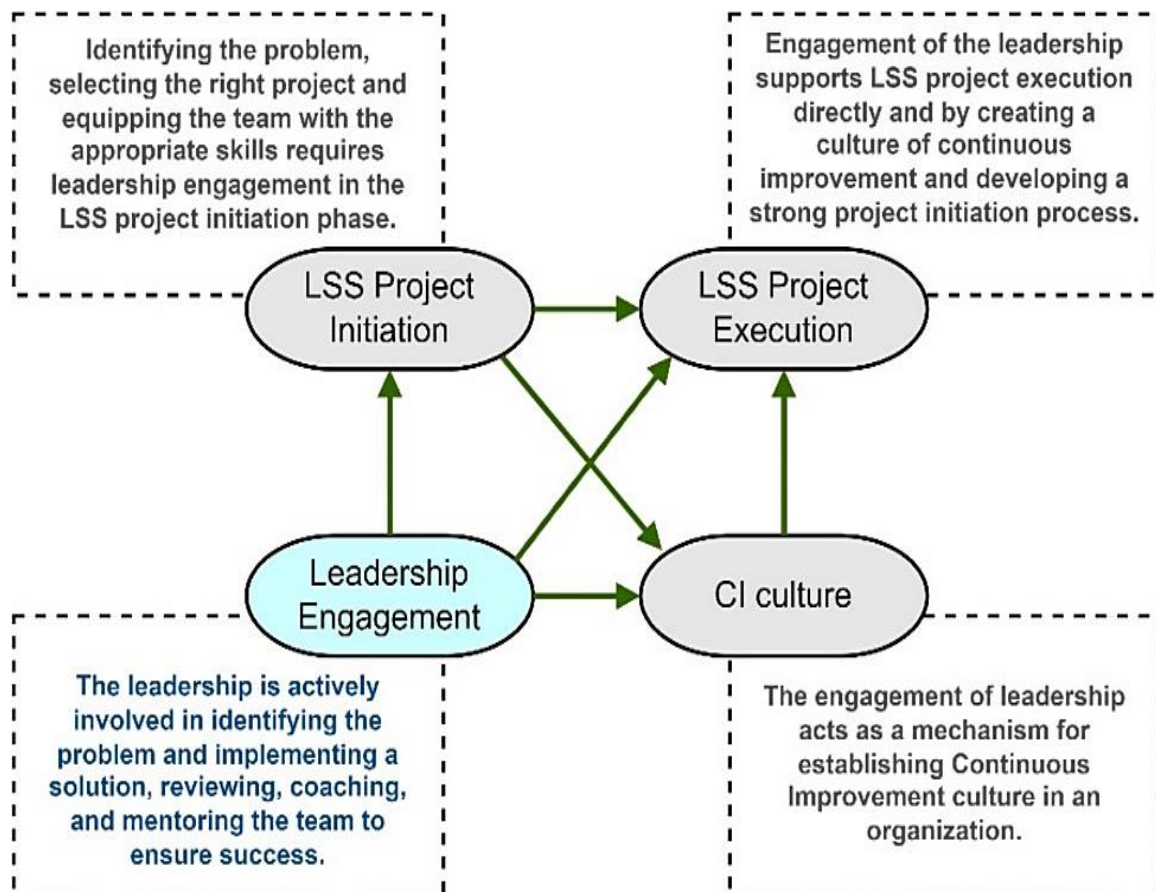 Identifying the problem,
selecting the right project and
equipping the team with the
appropriate skills requires
leadership engagement in the
LSS project initiation phase.
Engagement of the leadership
supports LSS project execution
directly and by creating a
culture of continuous
improvement and developing a
strong project initiation process.
LSS Project
Initiation
LSS Project
Execution
Leadership
Engagement
CI culture
The leadership is actively
involved in identifying the
problem and implementing a
solution, reviewing, coaching,
and mentoring the team to
ensure success.
The engagement of leadership
acts as a mechanism for
establishing Continuous
Improvement culture in an
organization.